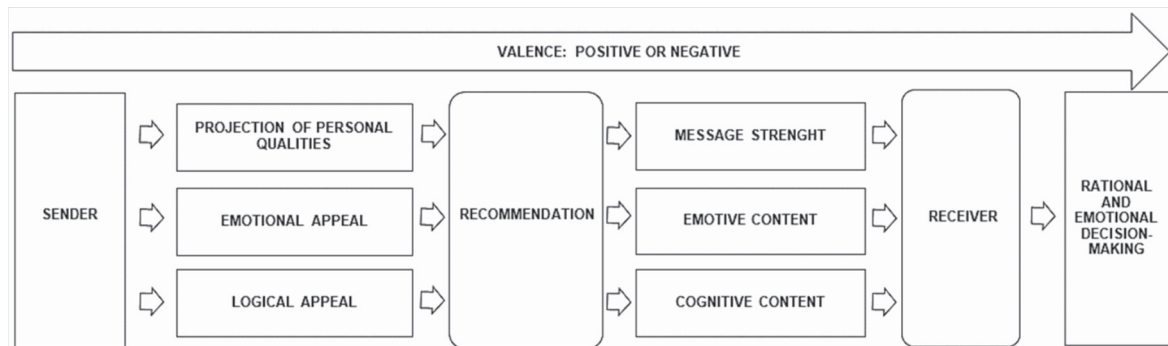 VALENCE: POSITIVE OR NEGATIVE
SENDER
PROJECTION OF PERSONAL
QUALITIES
EMOTIONAL APPEAL
LOGICAL APPEAL
RECOMMENDATION
MESSAGE STRENGHT
EMOTIVE CONTENT
COGNITIVE CONTENT
RECEIVER
RATIONAL
AND
EMOTIONAL
DECISION-
MAKING